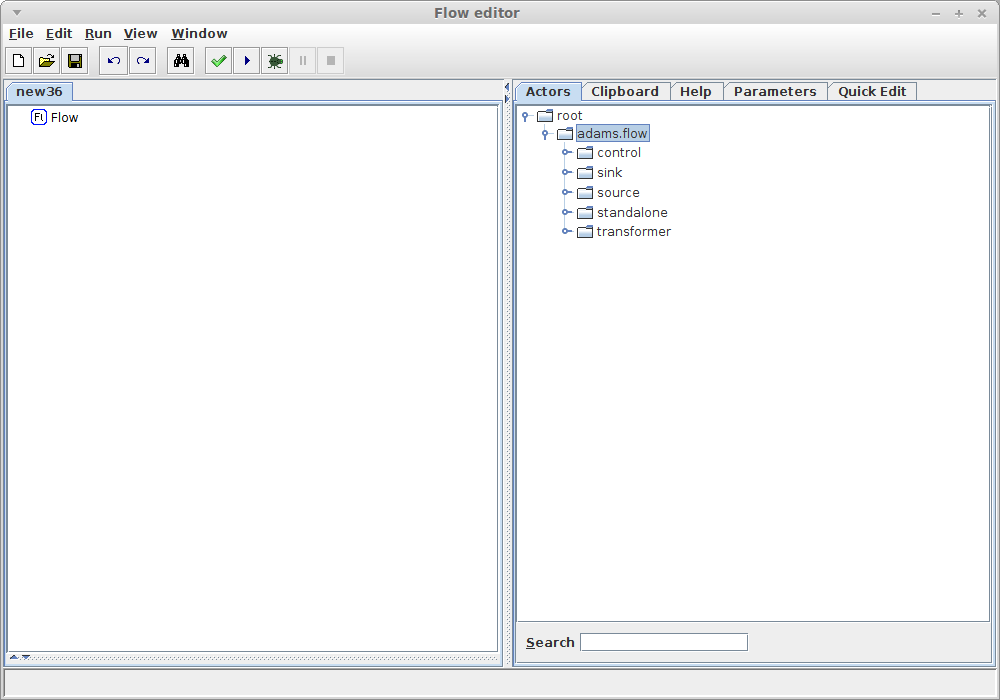 Flow editor
File Edit Run View Window
new36
Fl Flow
Actors Clipboard Help Parameters Quick Edit
root
adams.flow
control
sink
source
standalone
transformer
Search